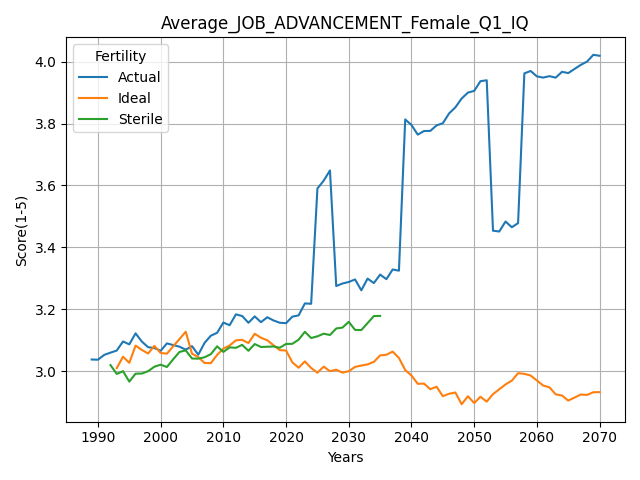 Average_JOB_ADVANCEMENT_Female_Q1_IQ
Fertility
Actual
Ideal
Sterile
Score(1-5)
4.0
3.8
3.6
3.4
3.2
3.0
1990 2000 2010 2020 2030 2040 2050 2060 2070
Years